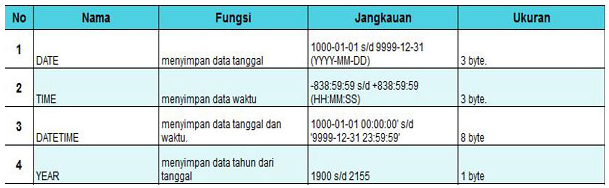 No Nama Fungsi Jangkauan Ukuran
1 DATE menyimpan data tanggal 1000-01-01 s/d 9999-12-31
(YYYY-MM-DD) 3 byte.
2 TIME menyimpan data waktu -838:59:59 s/d +838:59:59
(HH:MM:SS) 3 byte.
3 DATETIME menyimpan data tanggal dan
waktu. 1000-01-01 00:00:00' s/d
'9999-12-31 23:59:59' 8 byte
4 YEAR menyimpan data tahun dari
tanggal 1900 s/d 2155 1 byte